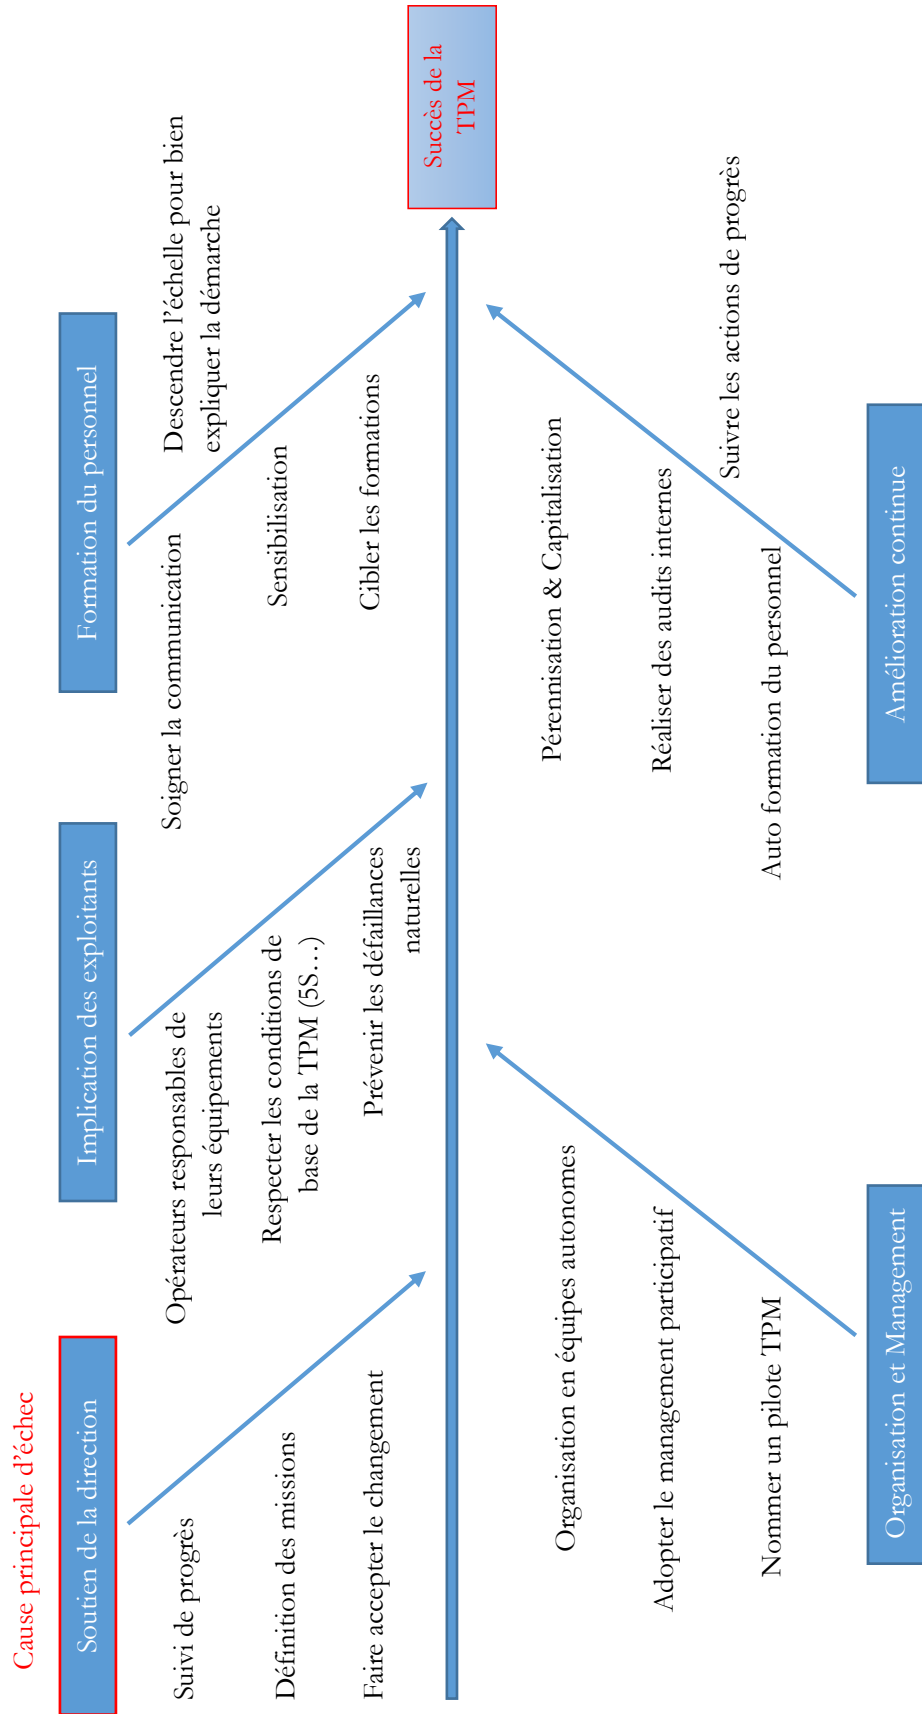 Cause principale d'échec
Soutien de la direction
Implication des exploitants
Formation du personnel
Suivi de progrès
Définition des missions
Faire accepter le changement
Opérateurs responsables de
leurs équipements
Respecter les conditions de
base de la TPM (5S…)
Prévenir les défaillances
naturelles
Soigner la communication
Descendre l'échelle pour bien
expliquer la démarche
Sensibilisation
Cibler les formations
Succès de la
TPM
Organisation en équipes autonomes
Adopter le management participatif
Nommer un pilote TPM
Pérennisation & Capitalisation
Réaliser des audits internes
Suivre les actions de progrès
Auto formation du personnel
Organisation et Management
Amélioration continue